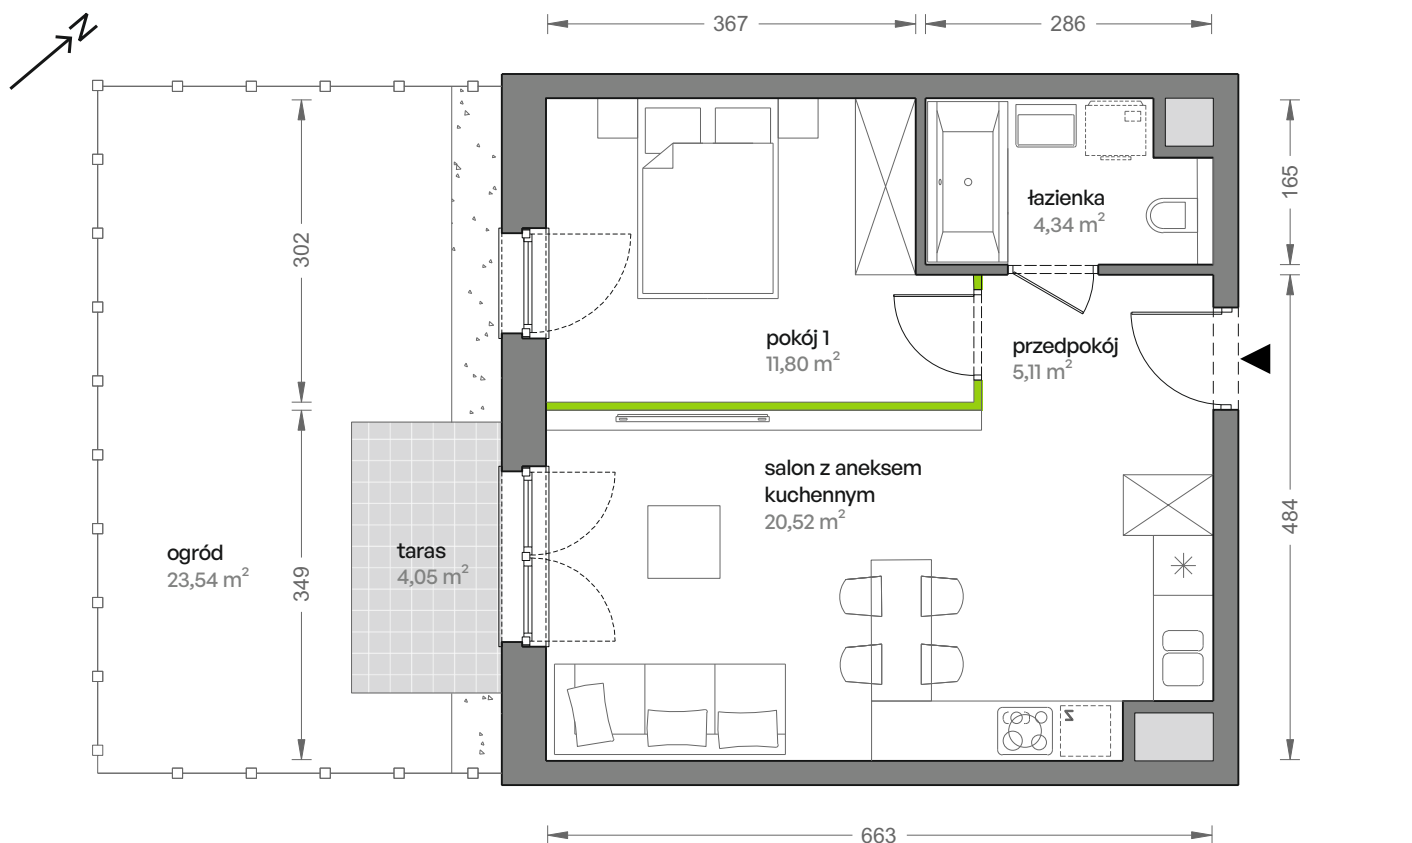 N
367
286
302
165
łazienka
4,34 m²
pokój 1
11,80 m²
przedpokój
5,11 m²
salon z aneksem
kuchennym
20,52 m²
484
ogród
23,54 m²
taras
4,05 m²
349
Z
663